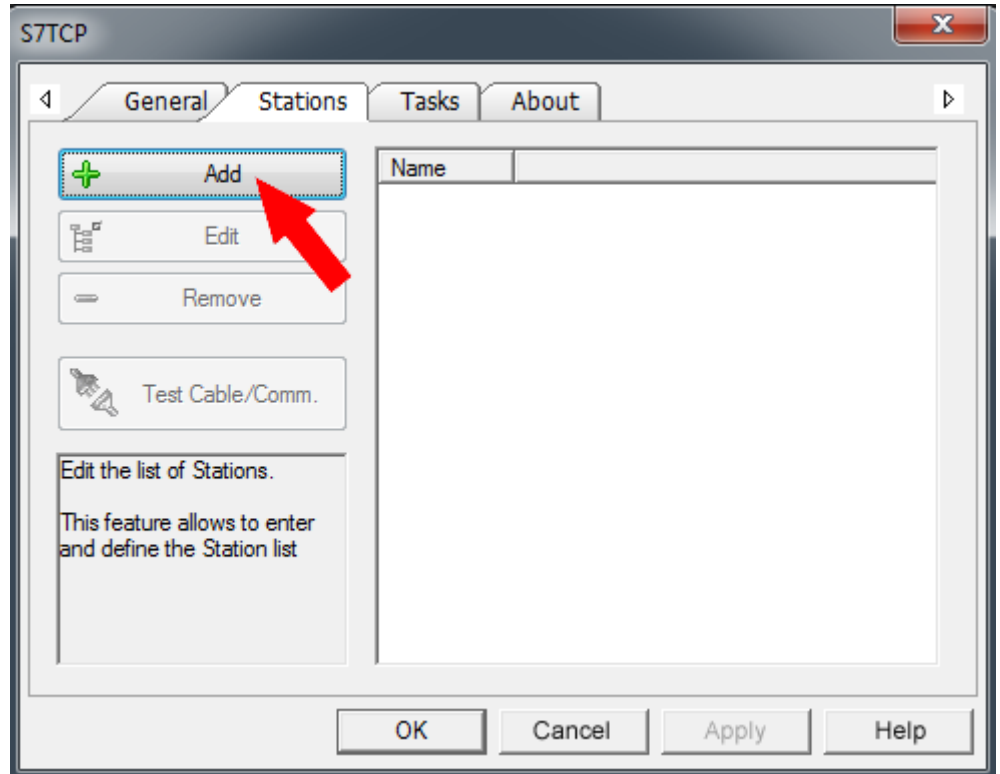 S7TCP
General Stations Tasks About
Add
Edit
Remove
Test Cable/Comm.
Edit the list of Stations.
This feature allows to enter
and define the Station list
Name
OK Cancel Apply Help